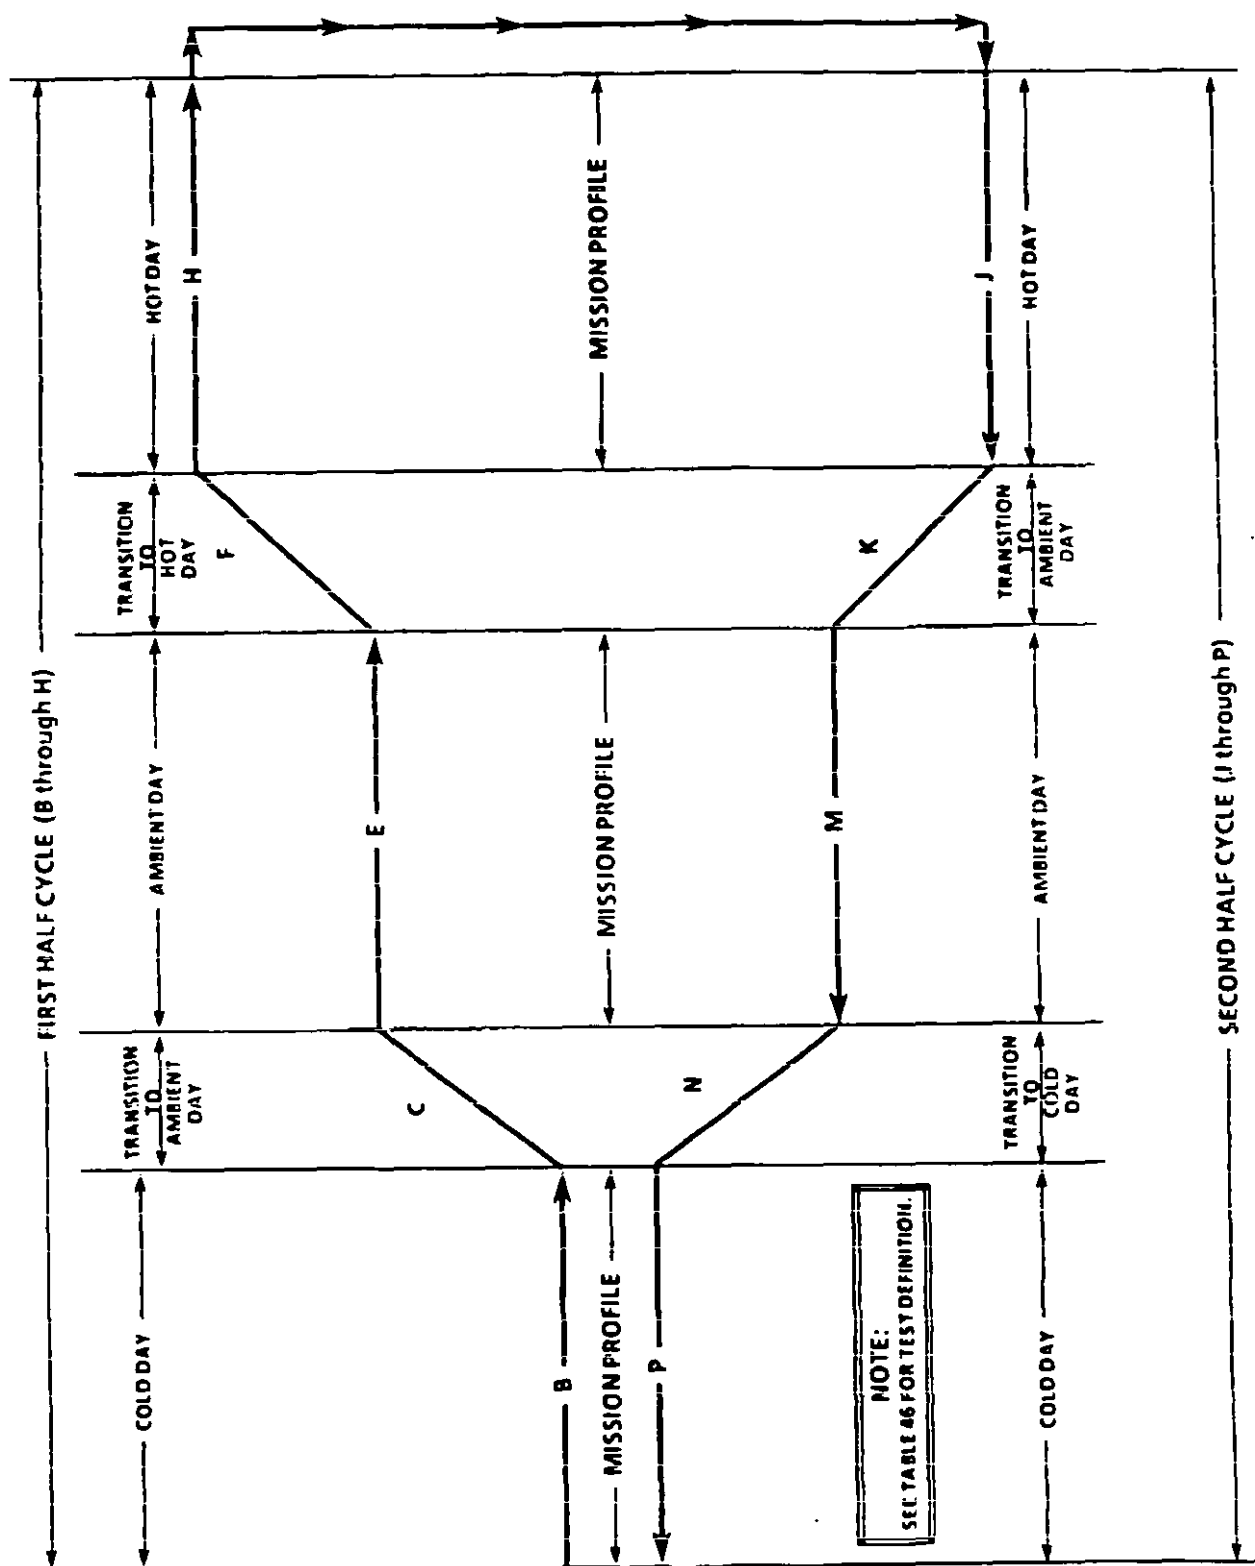 FIRST HALF CYCLE (B through H)
COLD DAY
TRANSITION
TO
AMBIENT
DAY
AMBIENT DAY
TRANSITION
TO
HOT
DAY
HOT DAY
B
C
E
F
H
MISSION PROFILE
MISSION PROFILE
MISSION PROFILE
P
N
M
K
J
NOTE:
SEE TABLE 46 FOR TEST DEFINITION.
COLD DAY
TRANSITION
TO
COLD
DAY
AMBIENT DAY
TRANSITION
TO
AMBIENT
DAY
HOT DAY
SECOND HALF CYCLE (J through P)